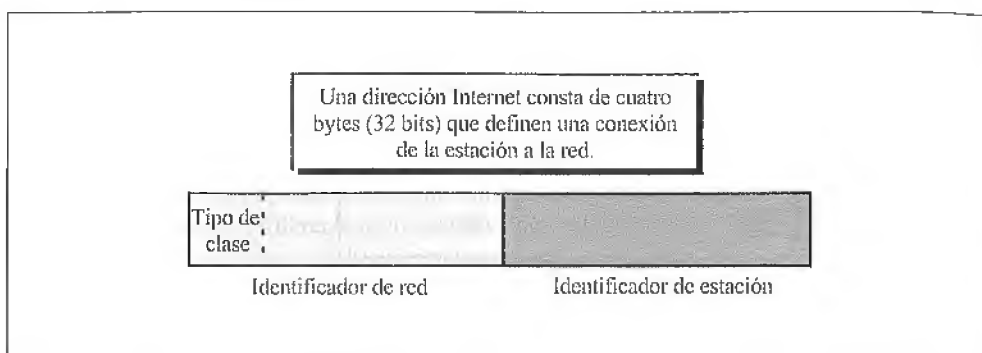 Una dirección Internet consta de cuatro
bytes (32 bits) que definen una conexión
de la estación a la red.
Tipo de
clase
Identificador de red
Identificador de estación